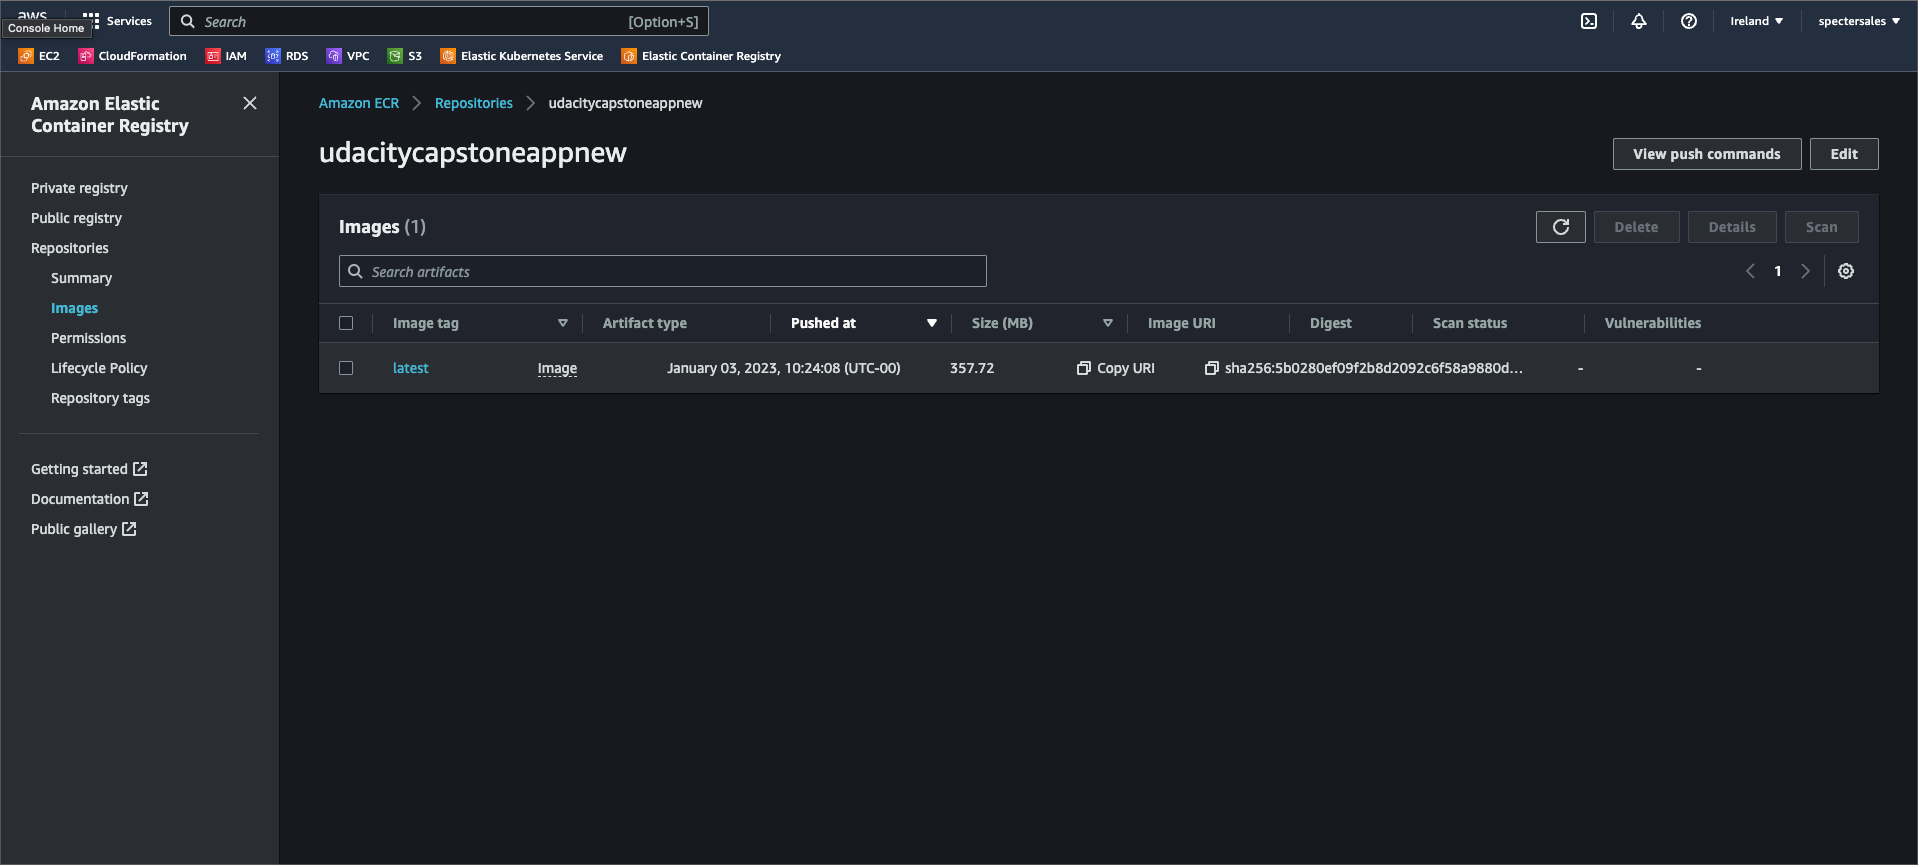 aws
Console Home
Services
Search [Option+S]
Ireland ▼
spectersales ▼
EC2 CloudFormation IAM RDS VPC S3 Elastic Kubernetes Service Elastic Container Registry
Amazon Elastic
Container Registry
Private registry
Public registry
Repositories
Summary
Images
Permissions
Lifecycle Policy
Repository tags
Getting started
Documentation
Public gallery
Amazon ECR > Repositories > udacitycapstoneappnew
udacitycapstoneappnew
View push commands Edit
Images (1)
Delete Details Scan
Search artifacts
1
Image tag Artifact type Pushed at Size (MB) Image URI Digest Scan status Vulnerabilities
latest Image January 03, 2023, 10:24:08 (UTC-00) 357.72 Copy URI sha256:5b0280ef09f2b8d2092c6f58a9880d... - -